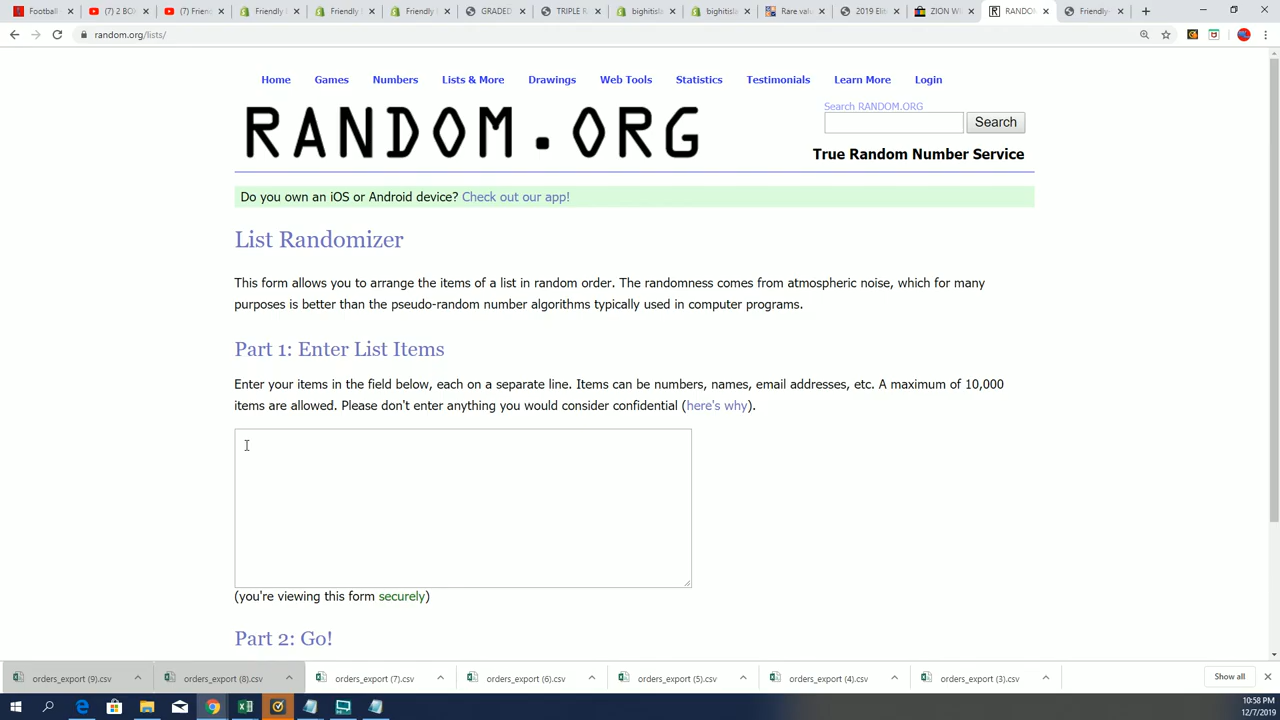 Football
(7) 2 BO
(7) Frien
Friendly
Friendly
Friendly
GRADED
TRIPLE R
bighitisla
bighitisla
Rare.valu
2019 Elit
ZION W
RANDO
Friendly-
random.org/lists/
Home Games Numbers Lists & More Drawings Web Tools Statistics Testimonials Learn More Login
RANDOM.ORG
Search RANDOM.ORG
Search
True Random Number Service
Do you own an iOS or Android device? Check out our app!
List Randomizer
This form allows you to arrange the items of a list in random order. The randomness comes from atmospheric noise, which for many
purposes is better than the pseudo-random number algorithms typically used in computer programs.
Part 1: Enter List Items
Enter your items in the field below, each on a separate line. Items can be numbers, names, email addresses, etc. A maximum of 10,000
items are allowed. Please don't enter anything you would consider confidential (here's why).
(you're viewing this form securely)
Part 2: Go!
orders_export (9).csv
orders_export (8).csv
orders_export (7).csv
orders_export (6).csv
orders_export (5).csv
orders_export (4).csv
orders_export (3).csv
Show all
10:58 PM
12/7/2019